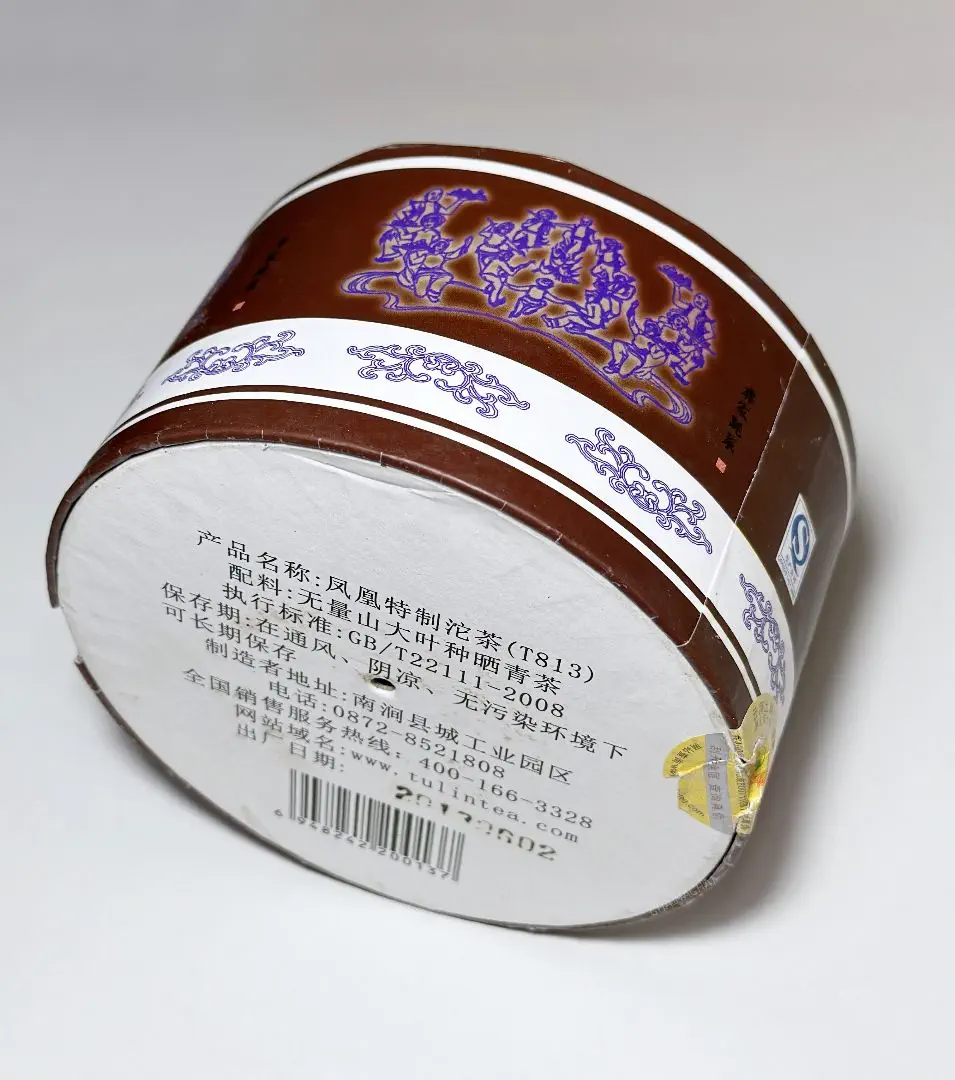 产品名称:凤凰特制沱茶(T813)
配料:无量山大叶种晒青茶
执行标准:GB/T22111-2008
保存期:在通风、阴凉、无污染环境下
可长期保存
制造者地址:南涧县城工业园区
电话:0872-8521808
全国销售服务热线: 400-166-3328
网站域名:www.tulintea.com
出厂日期:
6 948242 200137